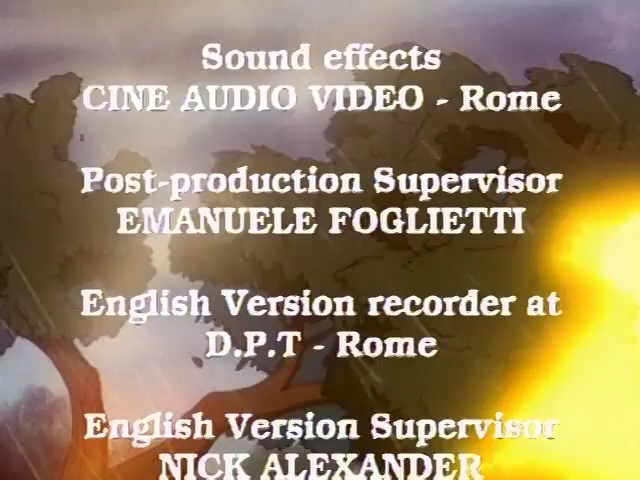 Sound effects
CINE AUDIO VIDEO - Rome
Post-production Supervisor
EMANUELE FOGLIETTI
English Version recorder at
D.P.T - Rome
English Version Supervisor
NICK ALEXANDER